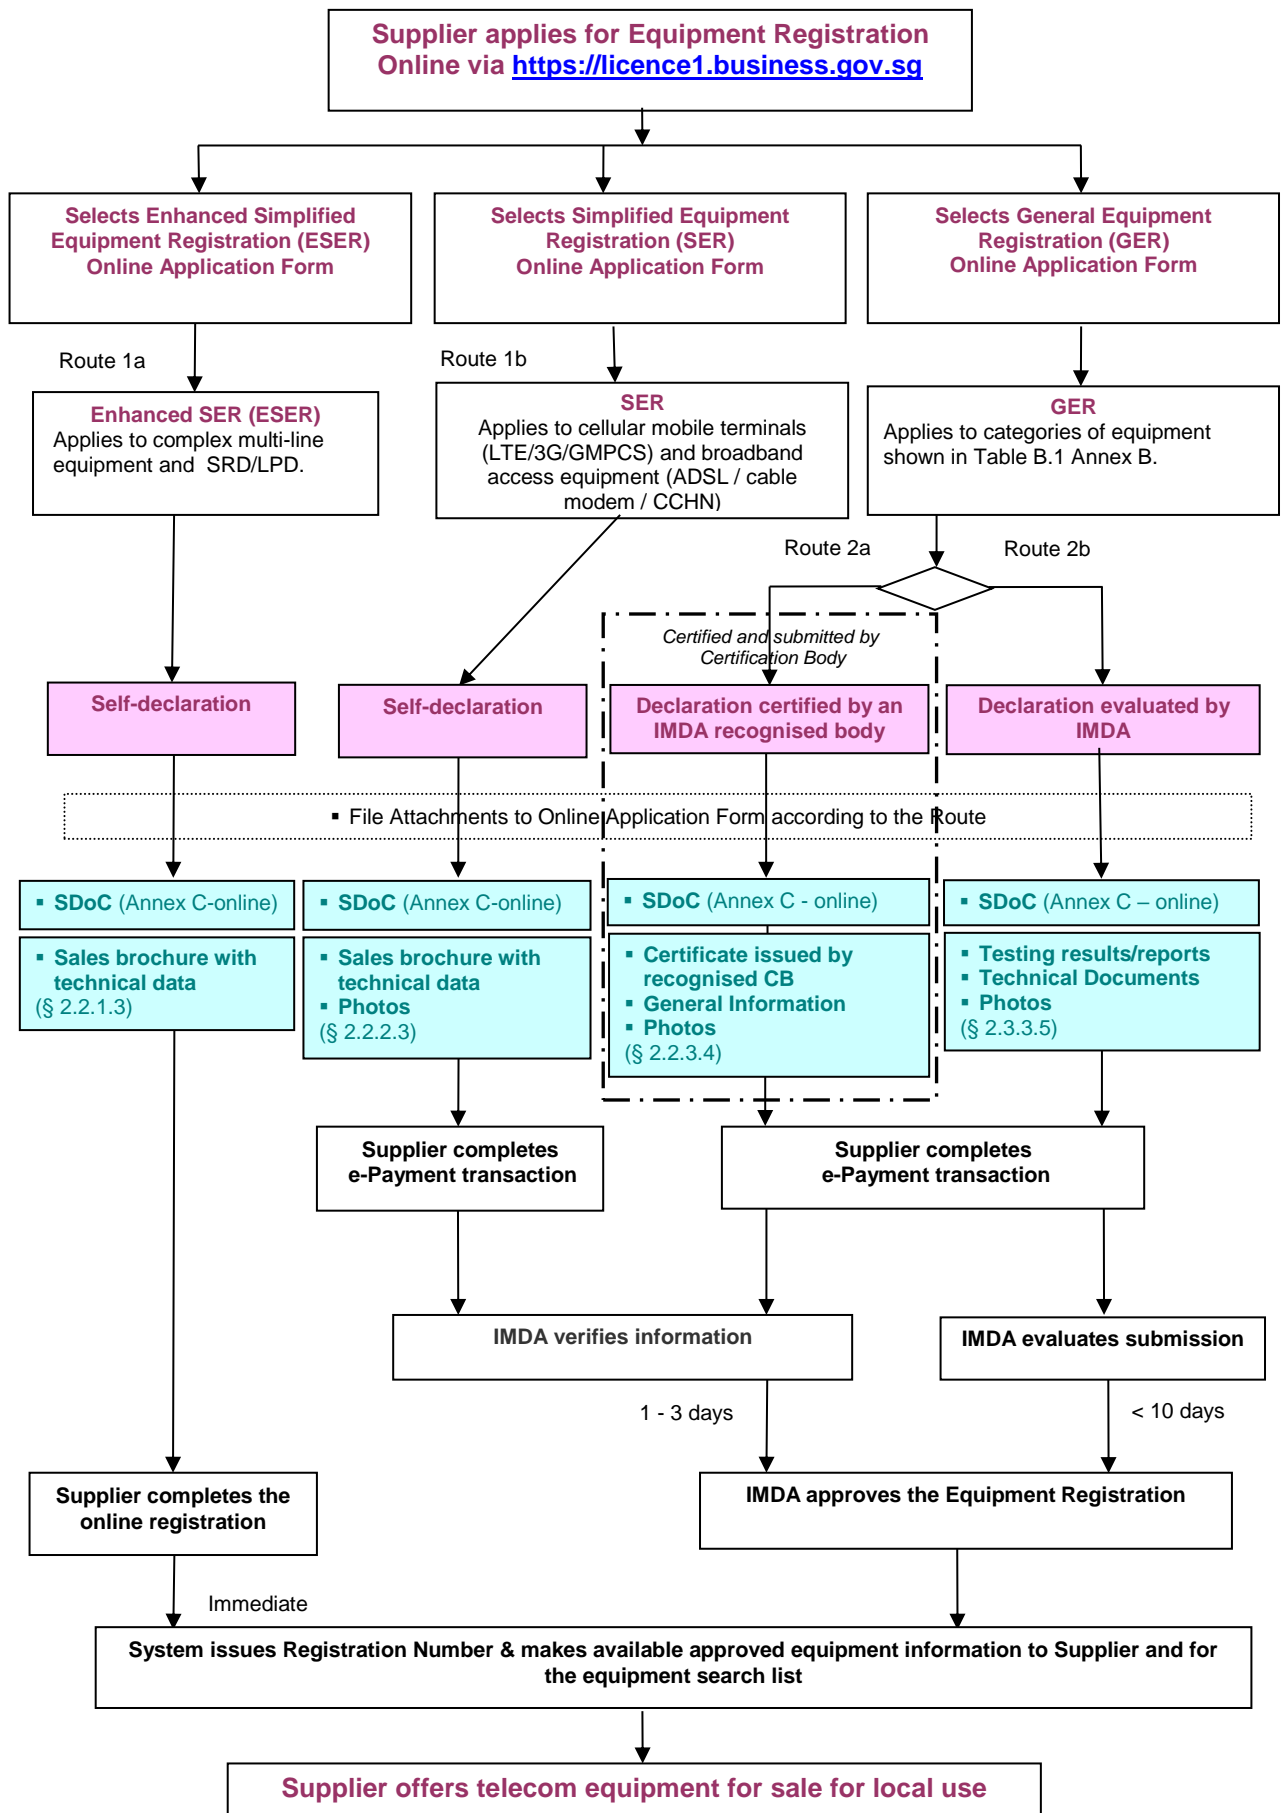 Supplier applies for Equipment Registration
Online via https://licence1.business.gov.sg
Selects Enhanced Simplified
Equipment Registration (ESER)
Online Application Form
Selects Simplified Equipment
Registration (SER)
Online Application Form
Selects General Equipment
Registration (GER)
Online Application Form
Route 1a
Route 1b
Enhanced SER (ESER)
Applies to complex multi-line
equipment and SRD/LPD.
SER
Applies to cellular mobile terminals
(LTE/3G/GMPCS) and broadband
access equipment (ADSL / cable
modem / CCHN)
GER
Applies to categories of equipment
shown in Table B.1 Annex B.
Route 2a
Route 2b
Certified and submitted by
Certification Body
Self-declaration
Self-declaration
Declaration certified by an
IMDA recognised body
Declaration evaluated by
IMDA
▪ File Attachments to Online Application Form according to the Route
▪ SDoC (Annex C-online)
▪ SDoC (Annex C-online)
▪ SDoC (Annex C - online)
▪ SDoC (Annex C – online)
▪ Sales brochure with
technical data
(§ 2.2.1.3)
▪ Sales brochure with
technical data
▪ Photos
(§ 2.2.2.3)
▪ Certificate issued by
recognised CB
▪ General Information
▪ Photos
(§ 2.2.3.4)
▪ Testing results/reports
▪ Technical Documents
▪ Photos
(§ 2.3.3.5)
Supplier completes
e-Payment transaction
Supplier completes
e-Payment transaction
IMDA verifies information
IMDA evaluates submission
1 - 3 days
< 10 days
Supplier completes the
online registration
IMDA approves the Equipment Registration
Immediate
System issues Registration Number & makes available approved equipment information to Supplier and for
the equipment search list
Supplier offers telecom equipment for sale for local use